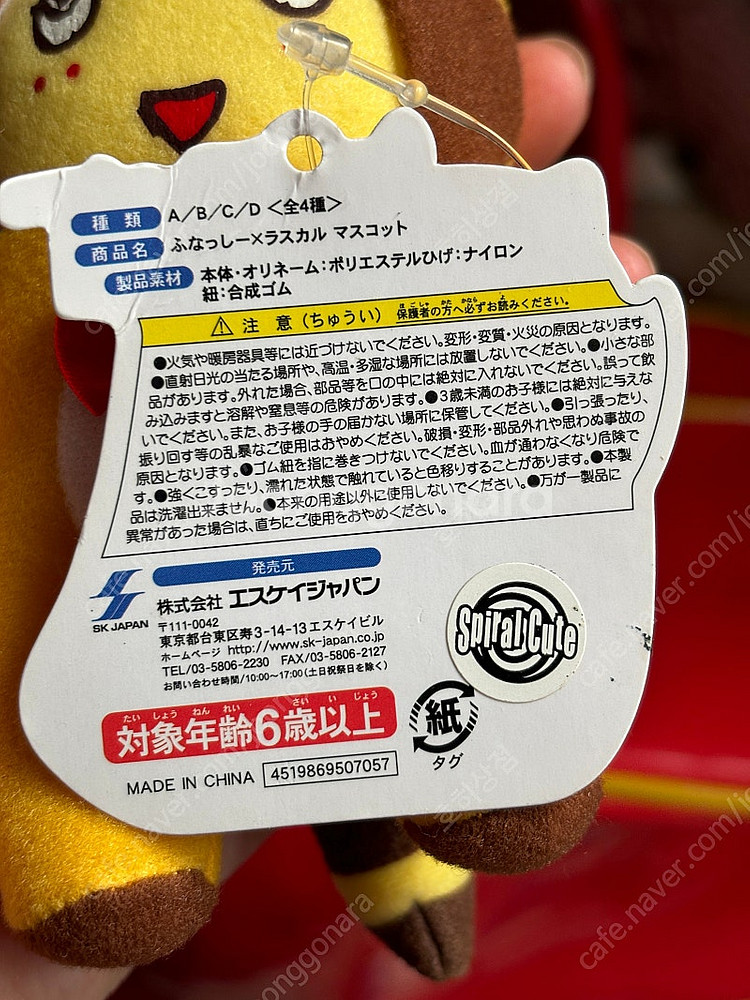 種類 A/B/C/D <全4種>
商品名 ふなっしー×ラスカル マスコット
製品素材 本体・オリネーム：ポリエステルひげ：ナイロン
紐：合成ゴム
⚠ 注 意 (ちゅうい) 保護者の方へ必ずお読みください。
●火気や暖房器具等には近づけないでください。変形・変質・火災の原因となります。
●直射日光の当たる場所や、高温・多湿な場所には放置しないでください。●小さな部
品があります。外れた場合、部品等を口の中には絶対に入れないでください。誤って飲
み込みますと溶解や窒息等の危険があります。●3歳未満のお子様には絶対に与えな
いでください。また、お子様の手の届かない場所に保管してください。●引っ張ったり、
振り回す等の乱暴なご使用はおやめください。破損・変形・部品外れや思わぬ事故の
原因となります。●ゴム紐を指に巻きつけないでください。血が通わなくなり危険で
す。●強くこすったり、濡れた状態で触れていると色移りすることがあります。●本製
品は洗濯出来ません。●本来の用途以外に使用しないでください。●万が一製品に
異常があった場合は、直ちにご使用をおやめください。
発売元
SK JAPAN
株式会社 エスケイジャパン
〒111-0042
東京都台東区寿3-14-13エスケイビル
ホームページ http://www.sk-japan.co.jp
TEL/03-5806-2230 FAX/03-5806-2127
お問い合わせ時間/10:00〜17:00(土日祝祭日を除く)
Spiral Cute
たいしょうねんれい さいいじょう
対象年齢6歳以上
紙
タグ
MADE IN CHINA 4519869507057
cafe.naver.com/jo